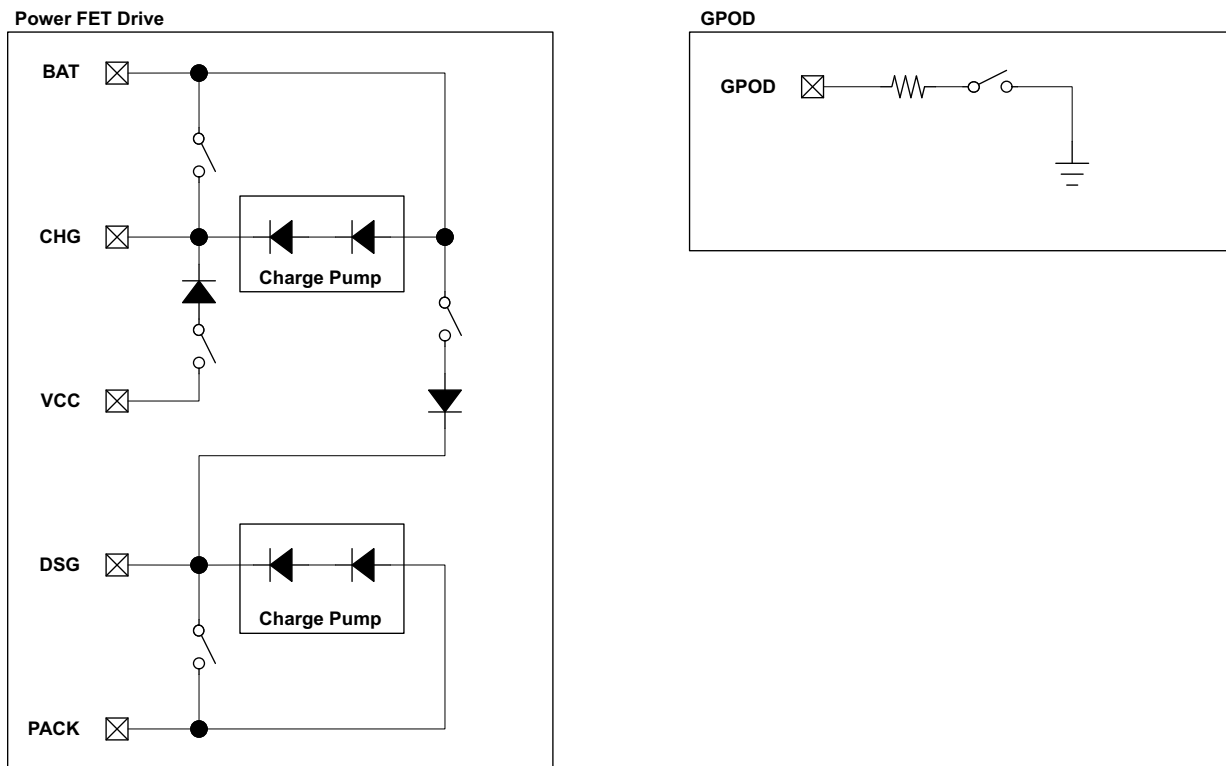 Power FET Drive
BAT
CHG
Charge Pump
VCC
DSG
Charge Pump
PACK
GPOD
GPOD